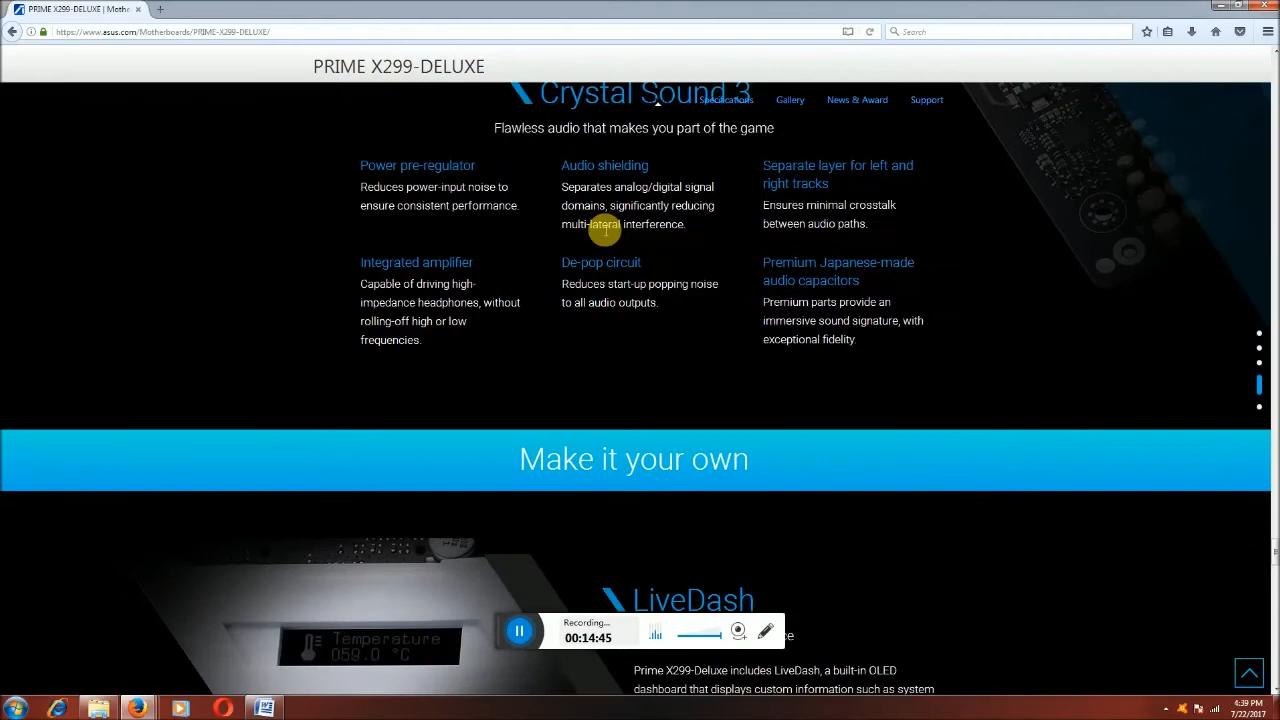 PRIME X299-DELUXE | Mothe
https://www.asus.com/Motherboards/PRIME-X299-DELUXE/
Search
PRIME X299-DELUXE
Crystal Sound 3
Specifications
Gallery
News & Award
Support
Flawless audio that makes you part of the game
Power pre-regulator
Reduces power-input noise to
ensure consistent performance.
Audio shielding
Separates analog/digital signal
domains, significantly reducing
multi-lateral interference.
Separate layer for left and
right tracks
Ensures minimal crosstalk
between audio paths.
Integrated amplifier
Capable of driving high-
impedance headphones, without
rolling-off high or low
frequencies.
De-pop circuit
Reduces start-up popping noise
to all audio outputs.
Premium Japanese-made
audio capacitors
Premium parts provide an
immersive sound signature, with
exceptional fidelity.
Make it your own
LiveDash
Temperature
059.0 °C
Recording...
00:14:45
Prime X299-Deluxe includes LiveDash, a built-in OLED
dashboard that displays custom information such as system
4:39 PM
7/22/2017